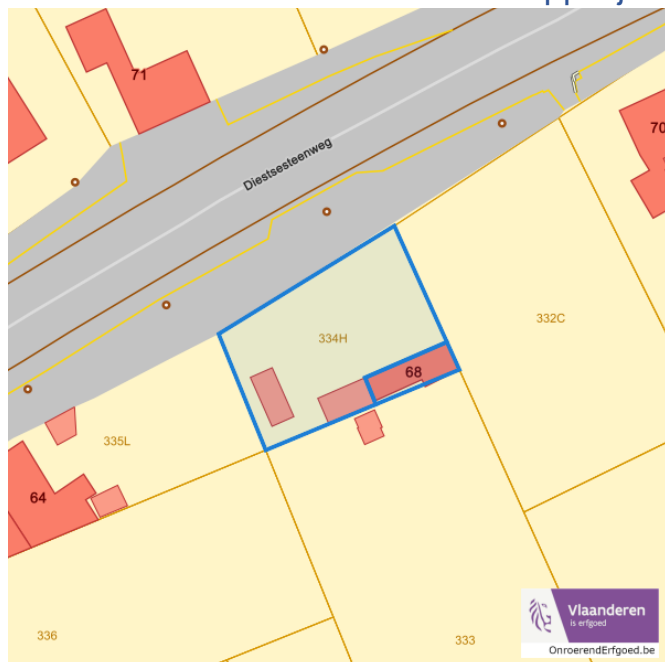 71
Diestsesteenweg
70
334H
332C
68
335L
64
336
333
Vlaanderen
is erfgoed
OnroerendErfgoed.be